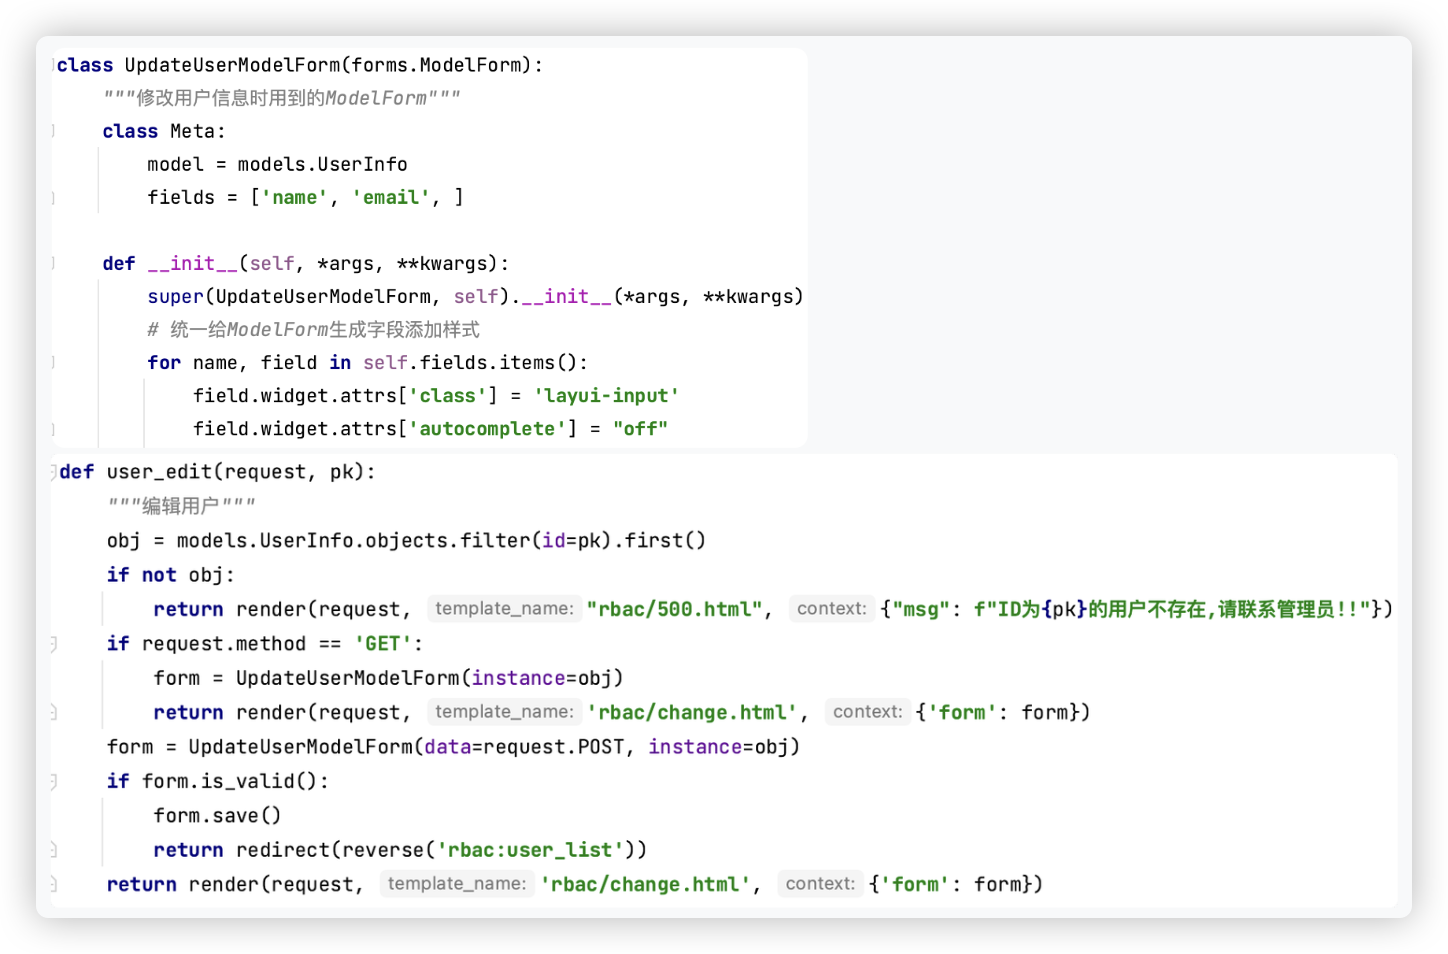 class UpdateUserModelForm(forms.ModelForm):
    """修改用户信息时用到的ModelForm"""
    class Meta:
        model = models.UserInfo
        fields = ['name', 'email', ]

    def __init__(self, *args, **kwargs):
        super(UpdateUserModelForm, self).__init__(*args, **kwargs)
        # 统一给ModelForm生成字段添加样式
        for name, field in self.fields.items():
            field.widget.attrs['class'] = 'layui-input'
            field.widget.attrs['autocomplete'] = "off"
def user_edit(request, pk):
    """编辑用户"""
    obj = models.UserInfo.objects.filter(id=pk).first()
    if not obj:
        return render(request, template_name: "rbac/500.html", context: {"msg": f"ID为{pk}的用户不存在,请联系管理员!!"})
    if request.method == 'GET':
        form = UpdateUserModelForm(instance=obj)
        return render(request, template_name: 'rbac/change.html', context: {'form': form})
    form = UpdateUserModelForm(data=request.POST, instance=obj)
    if form.is_valid():
        form.save()
        return redirect(reverse('rbac:user_list'))
    return render(request, template_name: 'rbac/change.html', context: {'form': form})